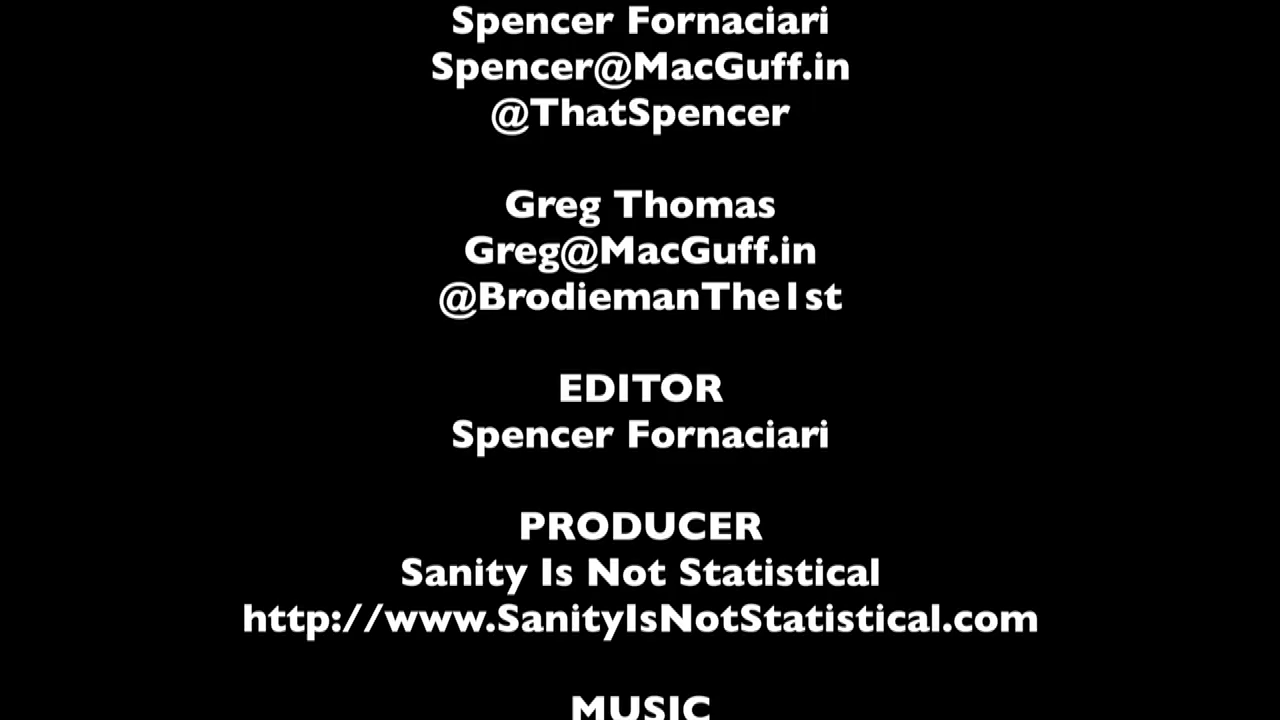 Spencer Fornaciari
Spencer@MacGuff.in
@ThatSpencer
Greg Thomas
Greg@MacGuff.in
@BrodiemanThe1st
EDITOR
Spencer Fornaciari
PRODUCER
Sanity Is Not Statistical
http://www.SanityIsNotStatistical.com
MUSIC